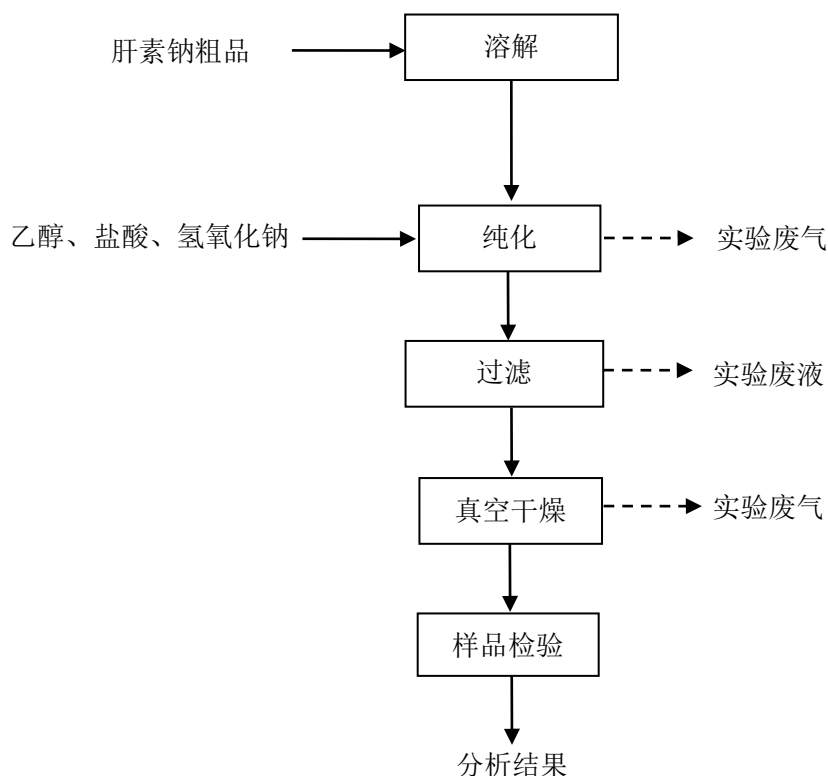 肝素钠粗品
溶解
乙醇、盐酸、氢氧化钠
纯化
实验废气
过滤
实验废液
真空干燥
实验废气
样品检验
分析结果